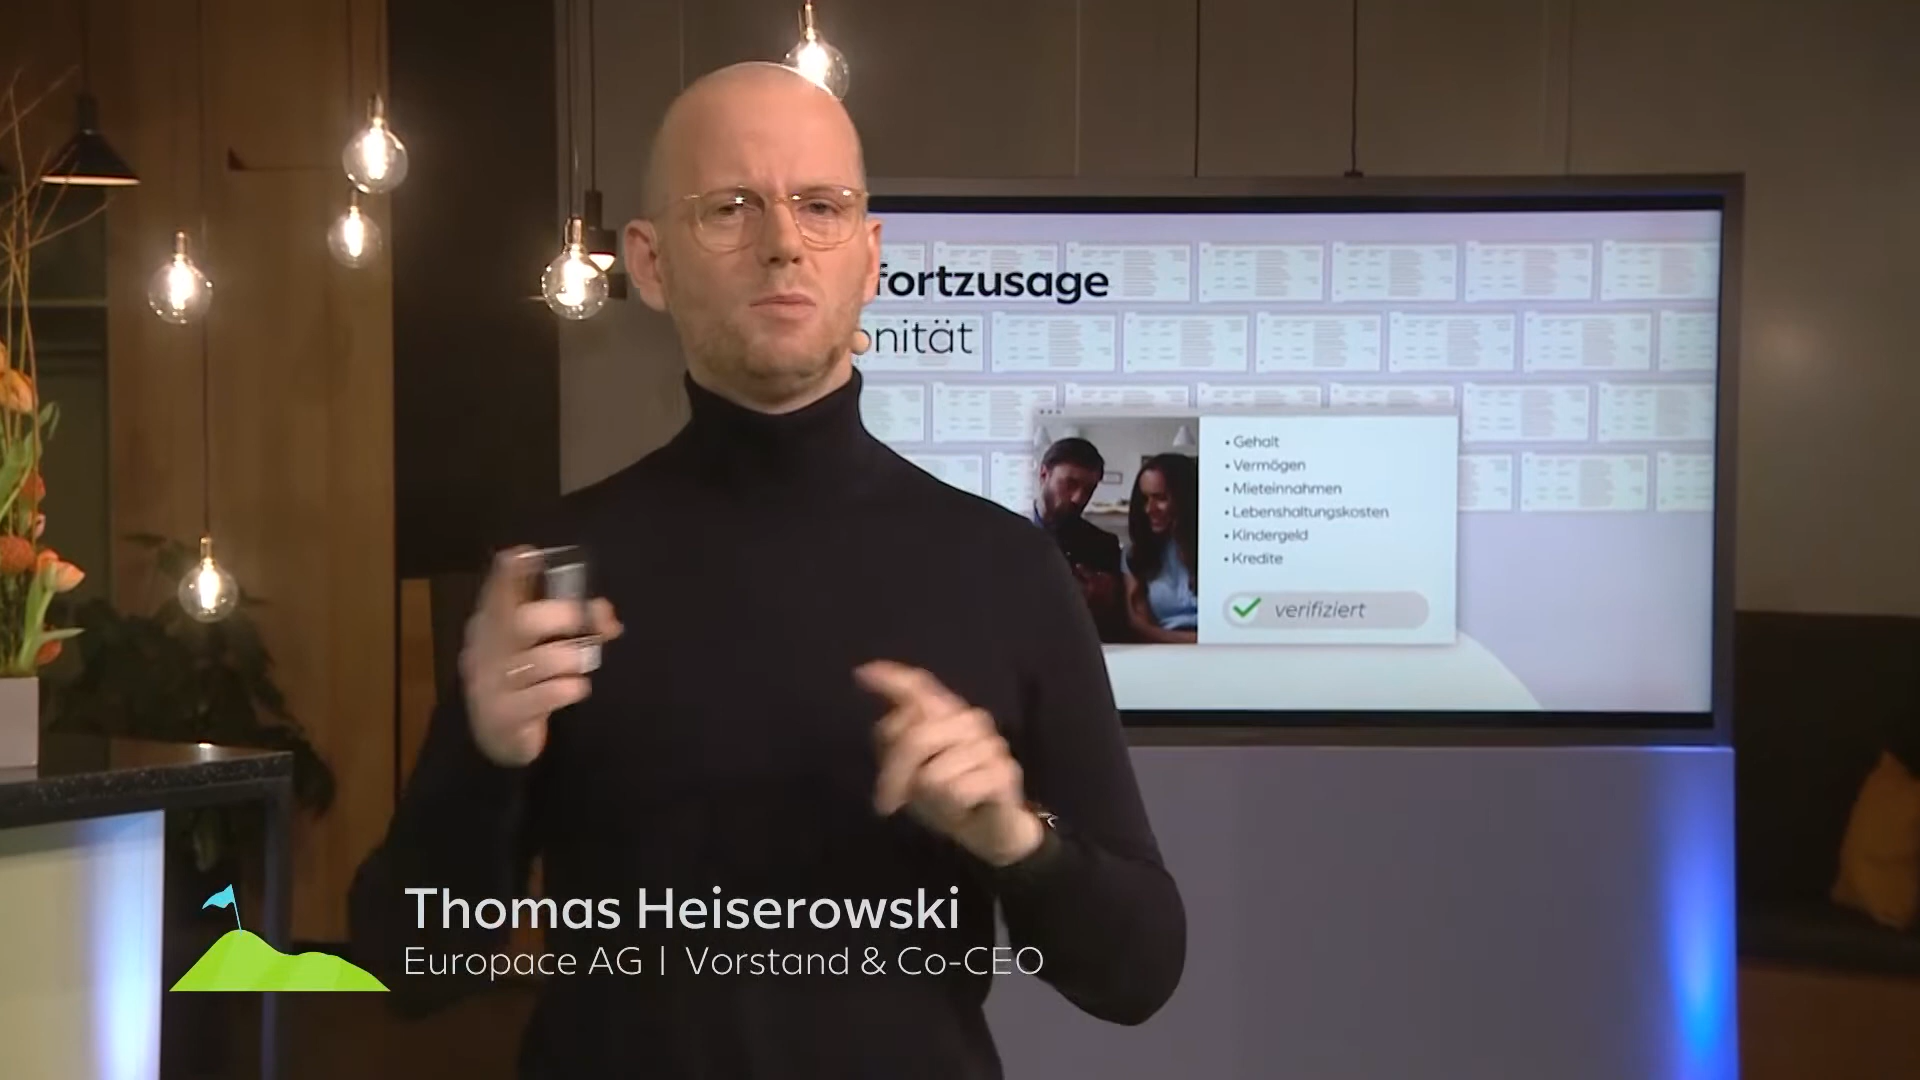 fortzusage
onität
• Gehalt
• Vermögen
• Mieteinnahmen
• Lebenshaltungskosten
• Kindergeld
• Kredite
verifiziert
Thomas Heiserowski
Europace AG | Vorstand & Co-CEO